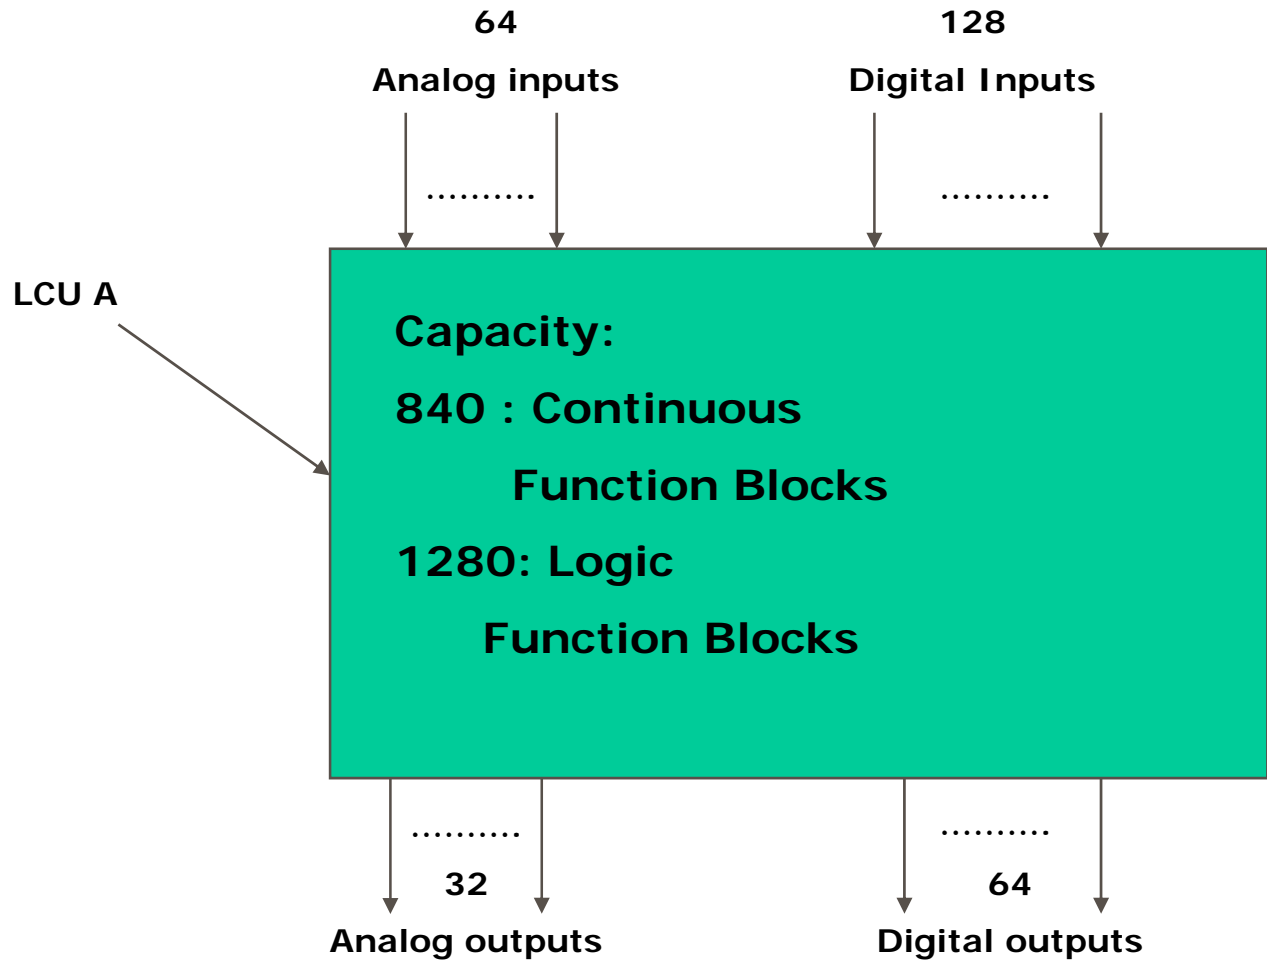 64
128
Analog inputs
Digital Inputs
..........
..........
LCU A
Capacity:
840 : Continuous
Function Blocks
1280: Logic
Function Blocks
..........
..........
32
64
Analog outputs
Digital outputs